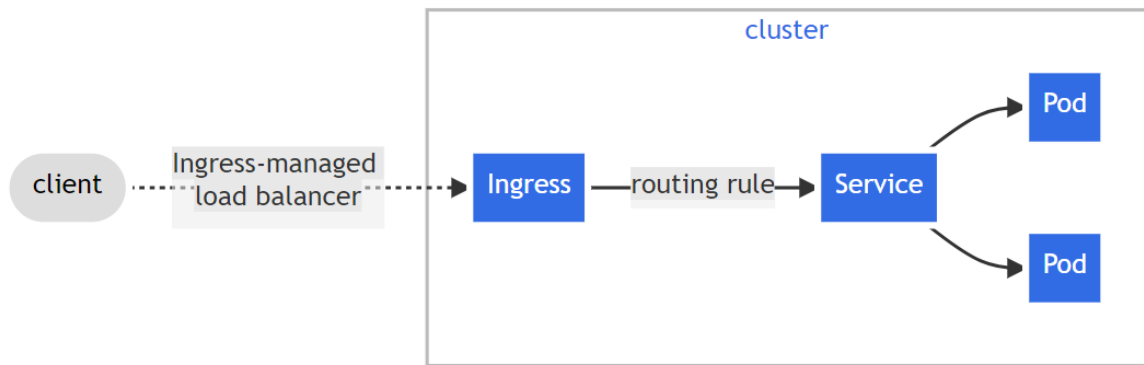 cluster
client
Ingress-managed
load balancer
Ingress
routing rule
Service
Pod
Pod